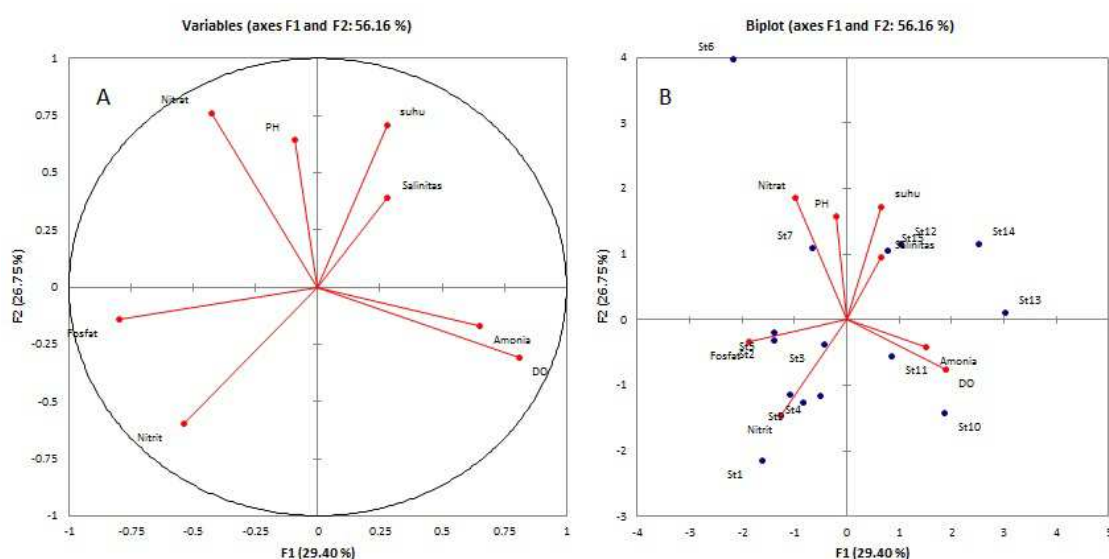 Variables (axes F1 and F2: 56.16 %)
A
Nitrat
PH
suhu
Salinitas
Fosfat
Amonia
DO
Nitrit
1
0.75
0.5
0.25
0
-0.25
-0.5
-0.75
-1
-1
-0.75
-0.5
-0.25
0
0.25
0.5
0.75
1
F2 (26.75 %)
F1 (29.40 %)
Biplot (axes F1 and F2: 56.16 %)
B
St6
Nitrat
PH
suhu
St7
St12
St15
Salinitas
St14
St13
St5
Fosfat
St2
St3
St11
Amonia
DO
St4
Nitrit
St10
St1
4
3
2
1
0
-1
-2
-3
-5
-4
-3
-2
-1
0
1
2
3
4
5
F2 (26.75 %)
F1 (29.40 %)